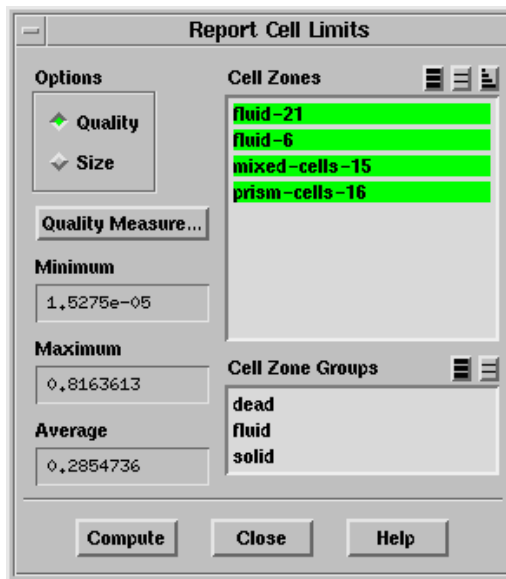 Report Cell Limits
Options
Quality
Size
Quality Measure...
Minimum
1.5275e-05
Maximum
0.8163613
Average
0.2854736
Cell Zones
fluid-21
fluid-6
mixed-cells-15
prism-cells-16
Cell Zone Groups
dead
fluid
solid
Compute
Close
Help